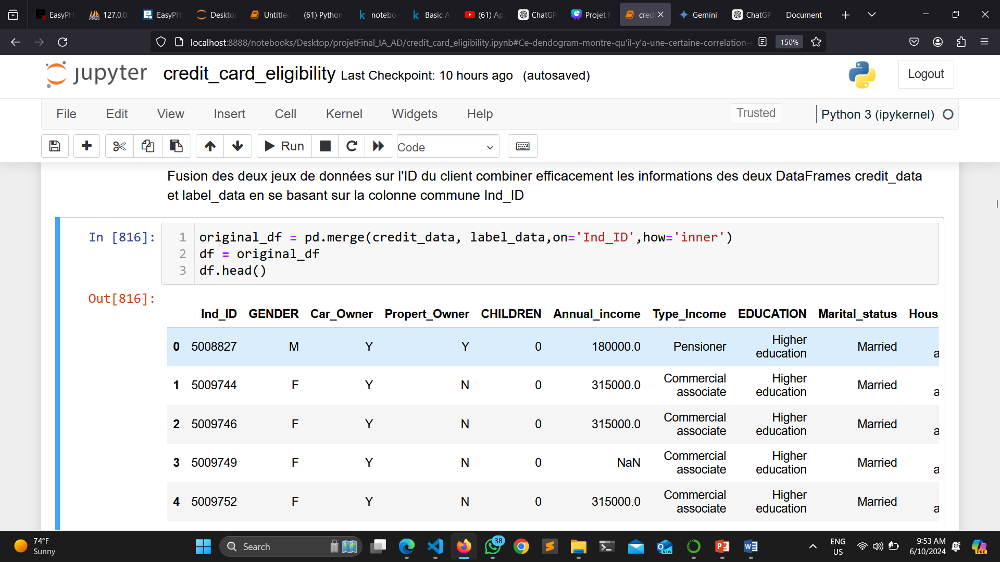 EasyPH
127.0.0.
EasyPH
Desktop
Untitled
(61) Python
notebo
Basic A
(61) Ap
ChatGP
Projet
credi
Gemini
ChatGP
Document
localhost:8888/notebooks/Desktop/projetFinal_IA_AD/credit_card_eligibility.ipynb#Ce-dendogram-montre-qu'il-y'a-une-certaine-correlation-e
150%
jupyter credit_card_eligibility Last Checkpoint: 10 hours ago (autosaved)
Logout
File Edit View Insert Cell Kernel Widgets Help
Trusted
Python 3 (ipykernel)
Run
Code
Fusion des deux jeux de données sur l'ID du client combiner efficacement les informations des deux DataFrames credit_data
et label_data en se basant sur la colonne commune Ind_ID
In [816]:
1 original_df = pd.merge(credit_data, label_data,on='Ind_ID',how='inner')
2 df = original_df
3 df.head()
Out[816]:
Ind_ID GENDER Car_Owner Propert_Owner CHILDREN Annual_income Type_Income EDUCATION Marital_status Hous
0 5008827 M Y Y 0 180000.0 Pensioner Higher education Married a
1 5009744 F Y N 0 315000.0 Commercial associate Higher education Married a
2 5009746 F Y N 0 315000.0 Commercial associate Higher education Married a
3 5009749 F Y N 0 NaN Commercial associate Higher education Married a
4 5009752 F Y N 0 315000.0 Commercial associate Higher education Married a
74°F
Sunny
Search
38
NEW
ENG
US
9:53 AM
6/10/2024
PRE